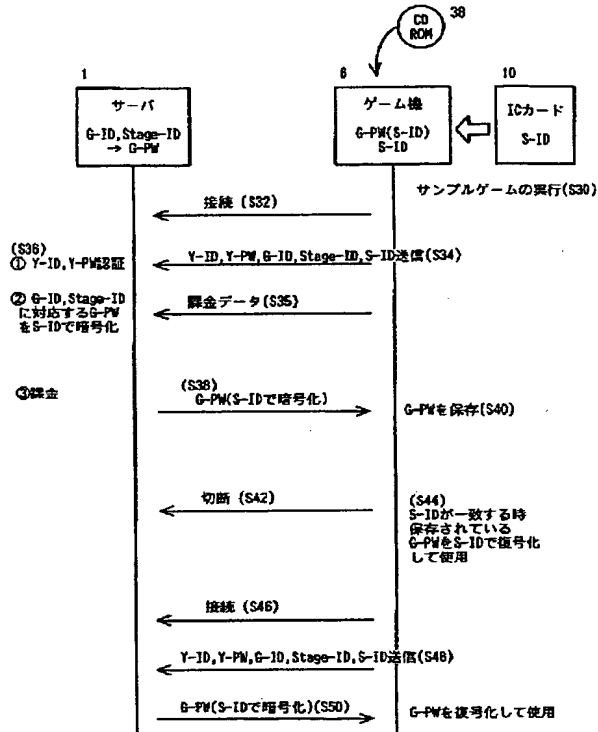 CD
ROM
38
1
6
10
サーバ
G-ID,Stage-ID
→ G-PW
ゲーム機
G-PW(S-ID)
S-ID
ICカード
S-ID
サンプルゲームの実行(S30)
接続 (S32)
(S36)
① Y-ID,Y-PW認証
Y-ID,Y-PW,G-ID,Stage-ID,S-ID送信(S34)
② G-ID,Stage-ID
に対応するG-PW
をS-IDで暗号化
課金データ(S35)
③課金
(S38)
G-PW(S-IDで暗号化)
G-PWを保存(S40)
切断 (S42)
(S44)
S-IDが一致する時
保存されている
G-PWをS-IDで復号化
して使用
接続 (S46)
Y-ID,Y-PW,G-ID,Stage-ID,S-ID送信(S48)
G-PW(S-IDで暗号化)(S50)
G-PWを復号化して使用